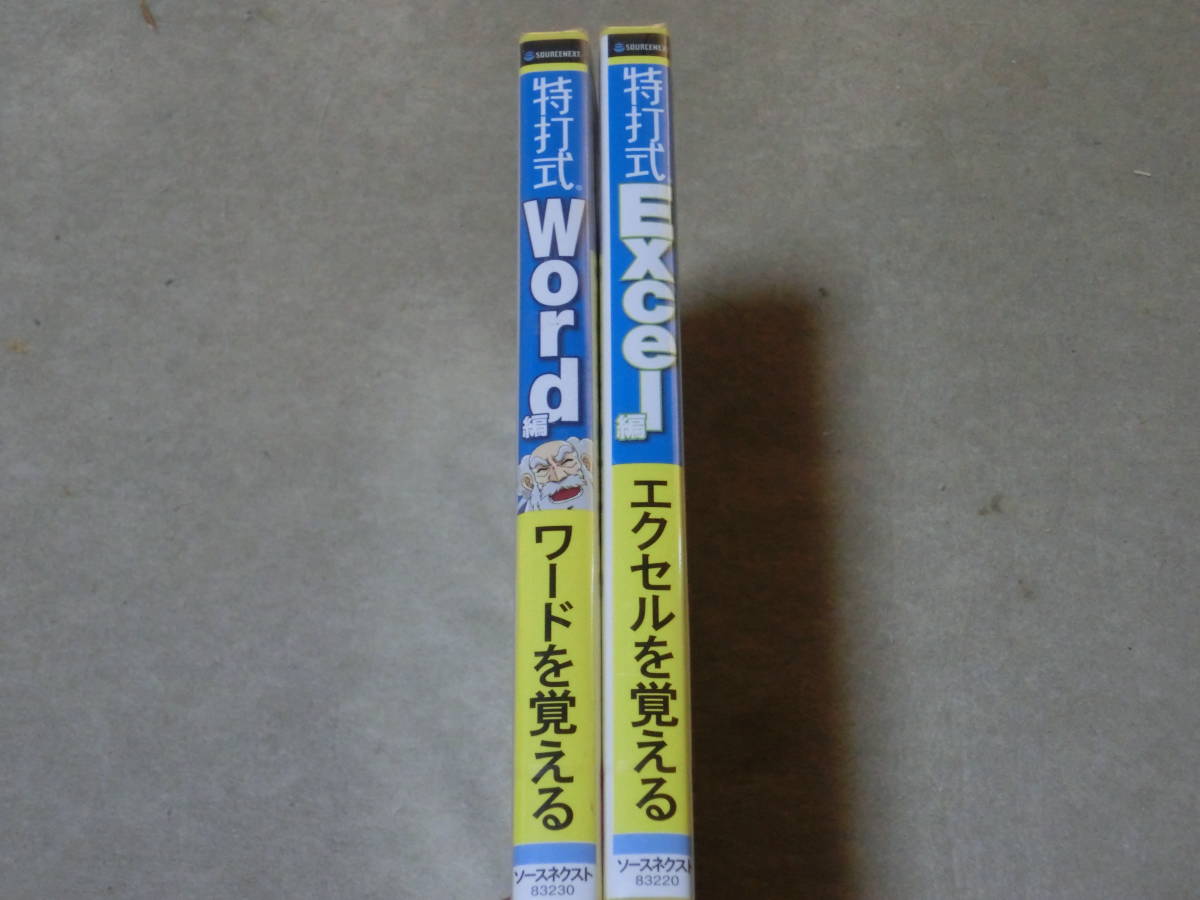 SOURCENEXT
特打式®
Word
編
ワードを覚える
ソースネクスト
83230
SOURCENEXT
特打式
Excel
編
エクセルを覚える
ソースネクスト
83220